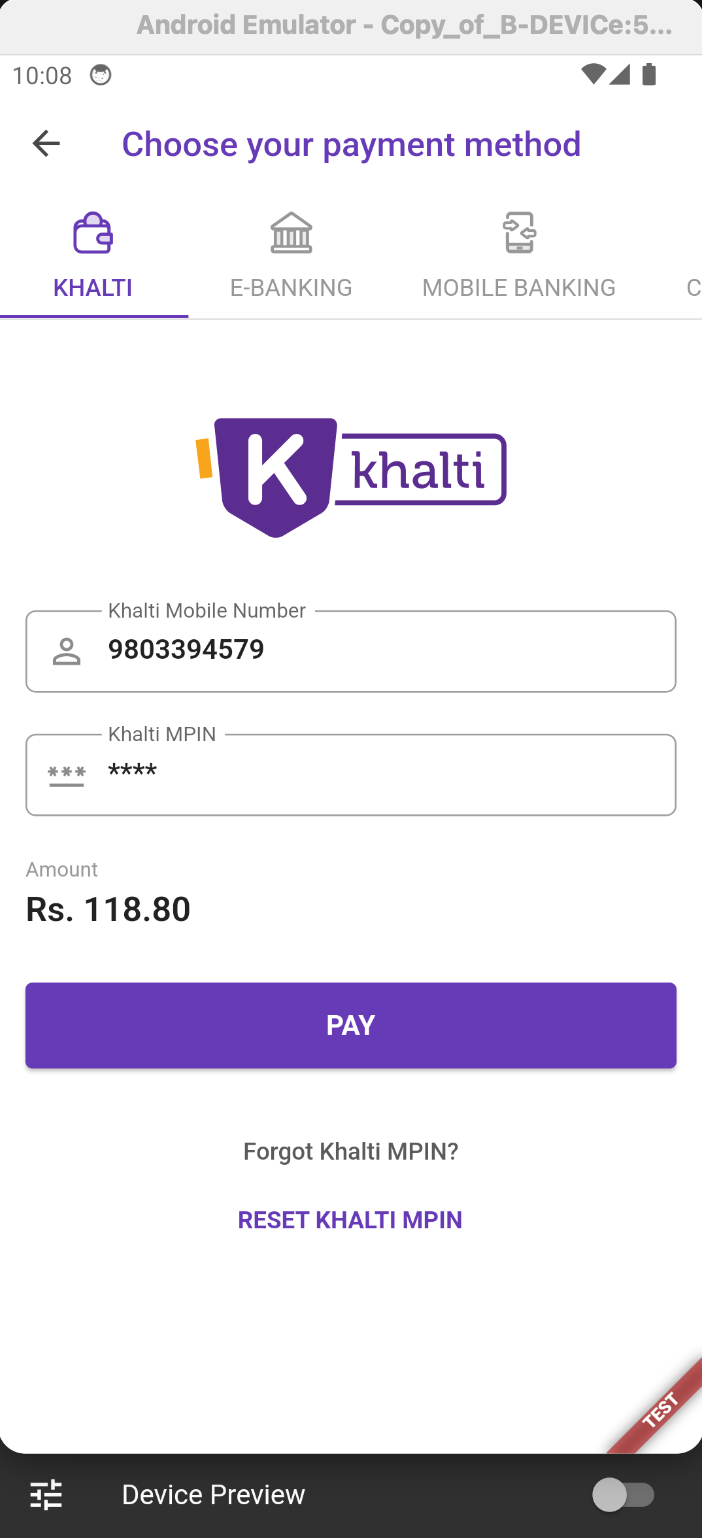 Android Emulator - Copy_of_B-DEVICe:5...
10:08
Choose your payment method
KHALTI E-BANKING MOBILE BANKING C
K khalti
Khalti Mobile Number
9803394579
Khalti MPIN
***
****
Amount
Rs. 118.80
PAY
Forgot Khalti MPIN?
RESET KHALTI MPIN
TEST
Device Preview